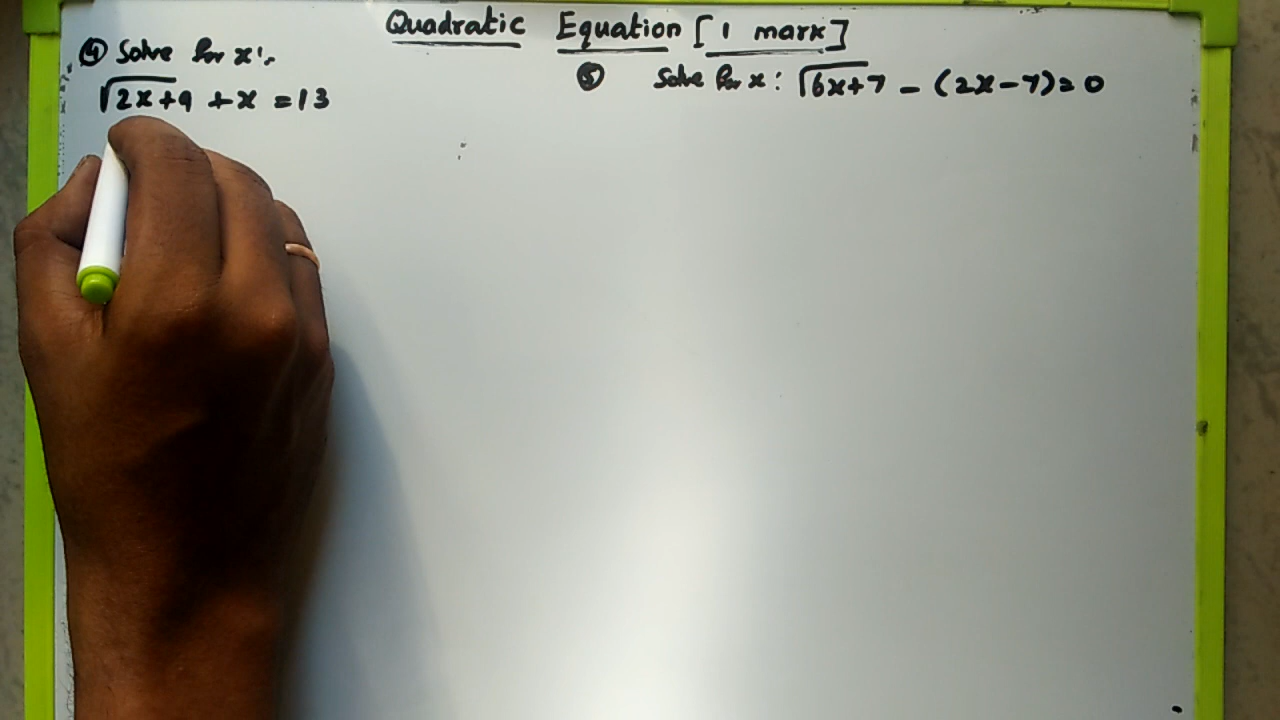 Quadratic Equation [1 mark]
④ Solve for x:-
√2x+9 + x = 13
⑤ Solve for x: √6x+7 - (2x-7) = 0